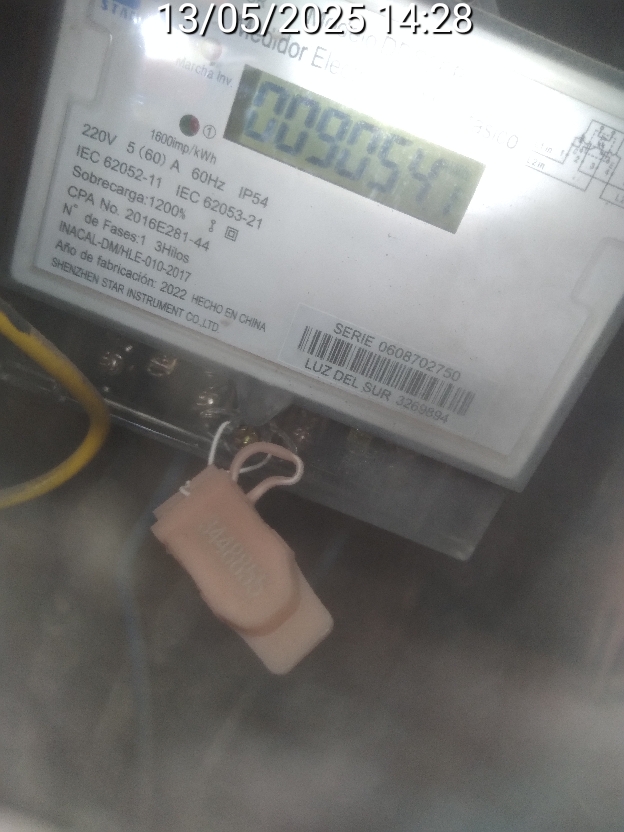 13/05/2025 14:28
STAR
Medidor
Marcha Inv.
1600imp/kWh
220V 5(60)A 60Hz IP54
IEC 62052-11 IEC 62053-21
Sobrecarga:1200%
CPA No. 2016E281-44
N° de Fases:1 3Hilos
INACAL-DM/HLE-010-2017
Año de fabricación: 2022 HECHO EN CHINA
SHENZHEN STAR INSTRUMENT CO.,LTD.
SERIE 0608702750
LUZ DEL SUR 3269894